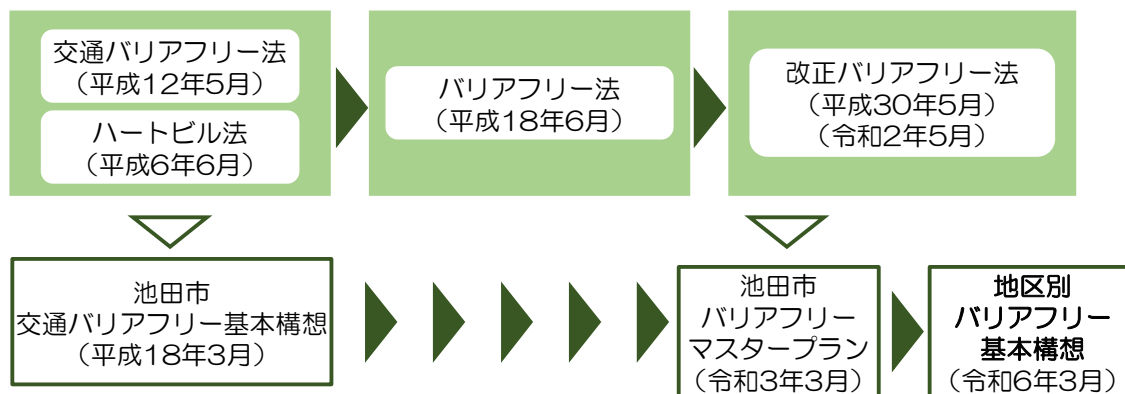 交通バリアフリー法
（平成12年5月）
ハートビル法
（平成6年6月）
バリアフリー法
（平成18年6月）
改正バリアフリー法
（平成30年5月）
（令和2年5月）
池田市
交通バリアフリー基本構想
（平成18年3月）
池田市
バリアフリー
マスタープラン
（令和3年3月）
地区別
バリアフリー
基本構想
（令和6年3月）